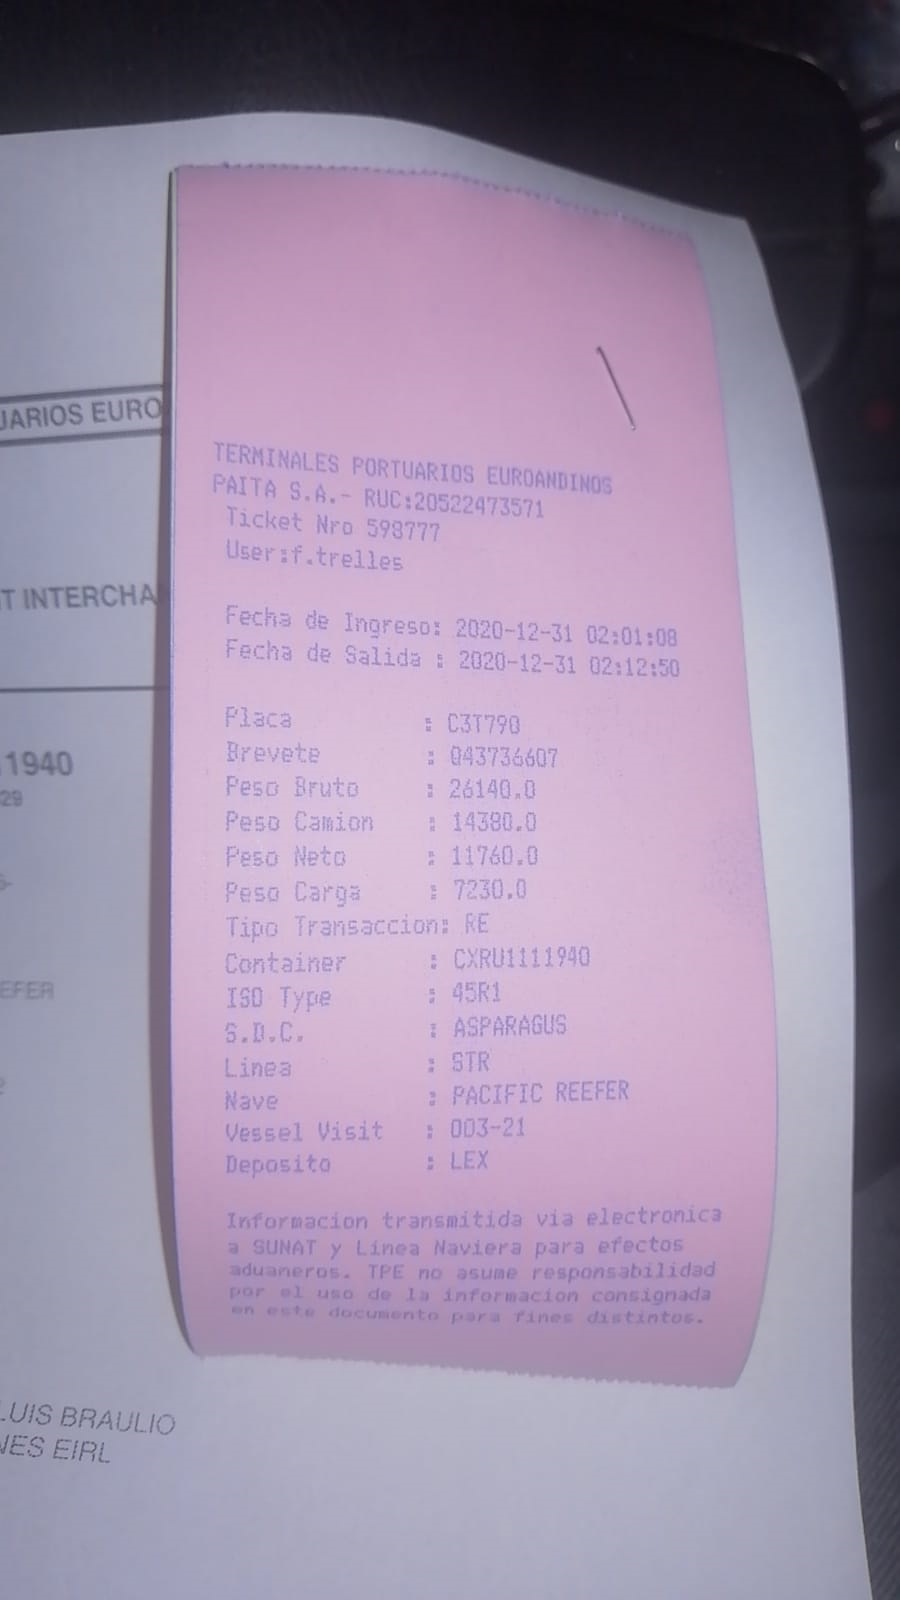 UARIOS EURO
T INTERCHA
1940
29
EFER
LUIS BRAULIO
NES EIRL
TERMINALES PORTUARIOS EUROANDINOS
PAITA S.A.- RUC:20522473571
Ticket Nro 598777
User:f.trelles
Fecha de Ingreso: 2020-12-31 02:01:08
Fecha de Salida : 2020-12-31 02:12:50
Placa : C3T790
Brevete : Q43736607
Peso Bruto : 26140.0
Peso Camion : 14380.0
Peso Neto : 11760.0
Peso Carga : 7230.0
Tipo Transaccion: RE
Container : CXRU1111940
ISO Type : 45R1
S.D.C. : ASPARAGUS
Linea : STR
Nave : PACIFIC REEFER
Vessel Visit : 003-21
Deposito : LEX
Informacion transmitida via electronica
a SUNAT y Linea Naviera para efectos
aduaneros. TPE no asume responsabilidad
por el uso de la informacion consignada
en este documento para fines distintos.